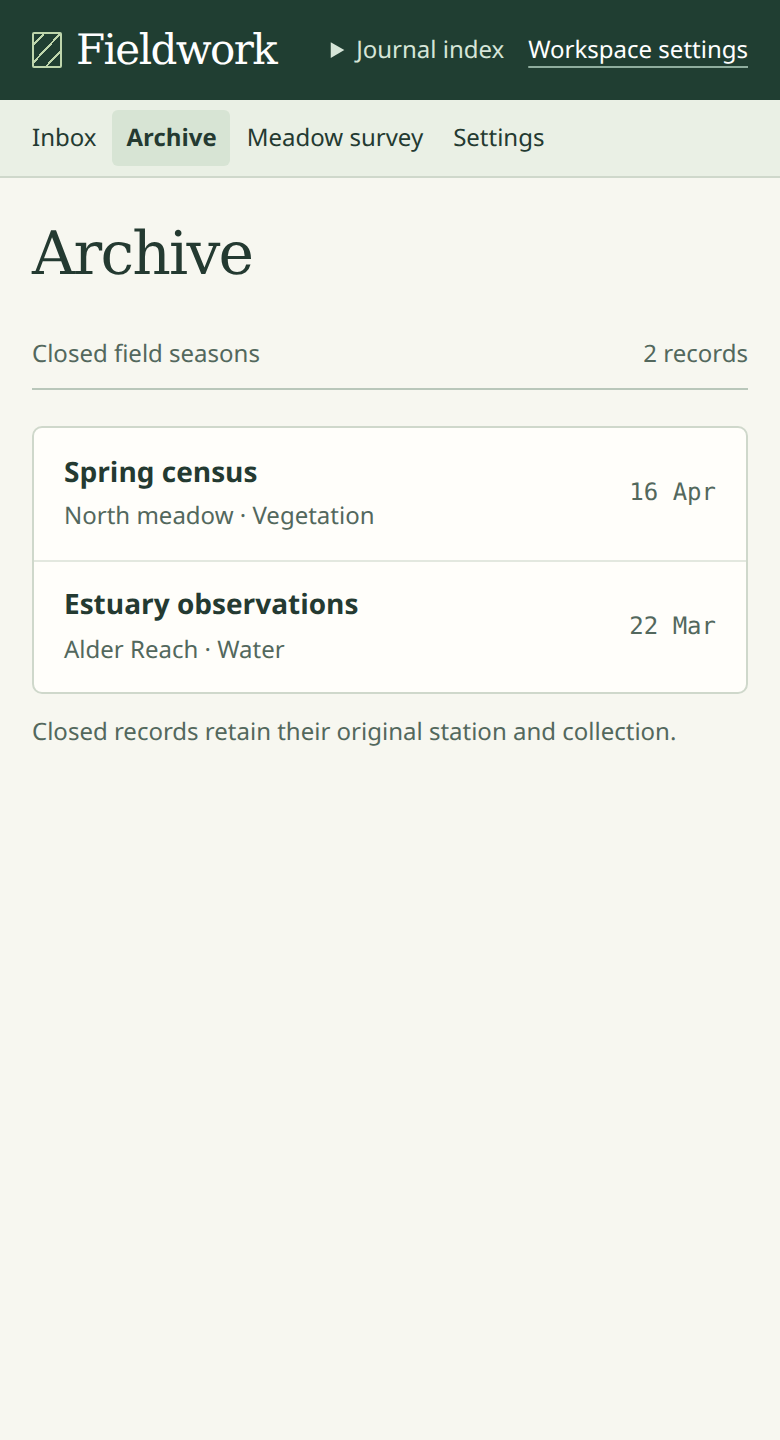 Fieldwork
Journal index
Workspace settings
Inbox
Archive
Meadow survey
Settings
Archive
Closed field seasons
2 records
Spring census
North meadow · Vegetation
16 Apr
Estuary observations
Alder Reach · Water
22 Mar
Closed records retain their original station and collection.